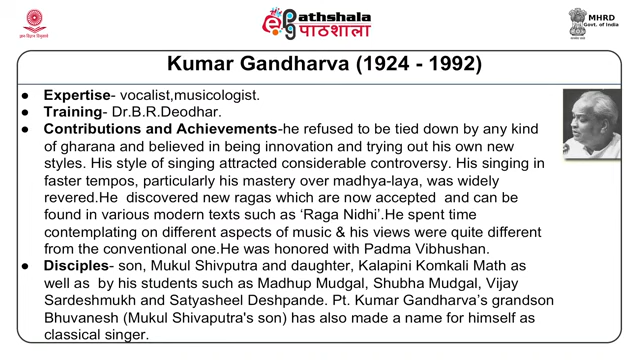 Pathshala
पाठशाला
MHRD
Govt. of India
Kumar Gandharva (1924 - 1992)
● Expertise- vocalist,musicologist.
● Training- Dr.B.R.Deodhar.
● Contributions and Achievements-he refused to be tied down by any kind
of gharana and believed in being innovation and trying out his own new
styles. His style of singing attracted considerable controversy. His singing in
faster tempos, particularly his mastery over madhya-laya, was widely
revered.He discovered new ragas which are now accepted and can be
found in various modern texts such as ‘Raga Nidhi’.He spent time
contemplating on different aspects of music & his views were quite different
from the conventional one.He was honored with Padma Vibhushan.
● Disciples- son, Mukul Shivputra and daughter, Kalapini Komkali Math as
well as by his students such as Madhup Mudgal, Shubha Mudgal, Vijay
Sardeshmukh and Satyasheel Deshpande. Pt. Kumar Gandharva’s grandson
Bhuvanesh (Mukul Shivaputra's son) has also made a name for himself as
classical singer.